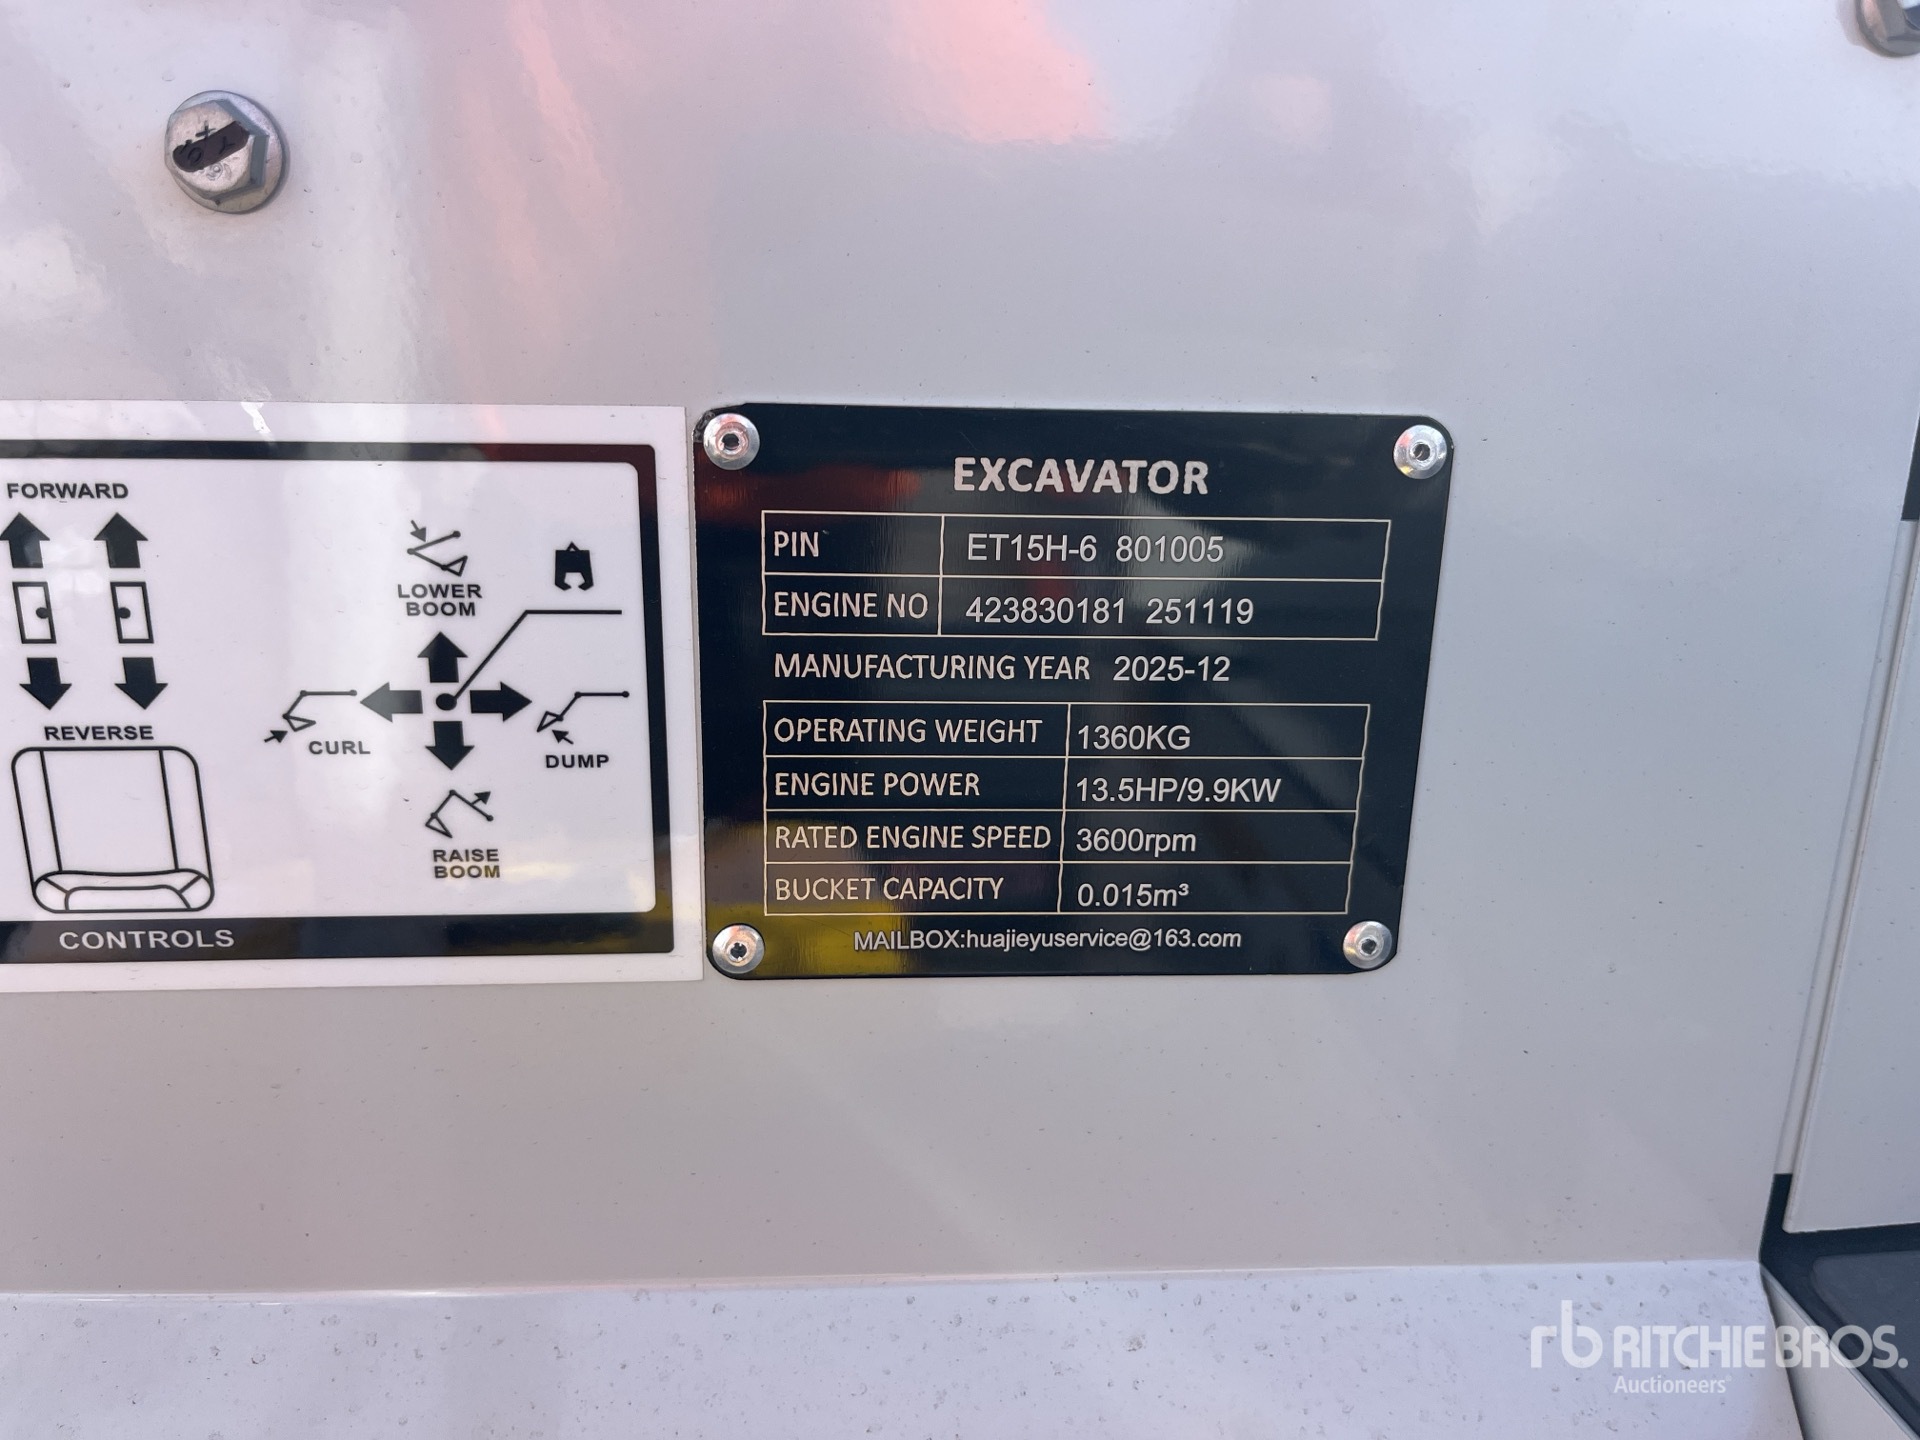 FORWARD
REVERSE
LOWER
BOOM
CURL
DUMP
RAISE
BOOM
CONTROLS
EXCAVATOR
PIN ET15H-6 801005
ENGINE NO 423830181 251119
MANUFACTURING YEAR 2025-12
OPERATING WEIGHT 1360KG
ENGINE POWER 13.5HP/9.9KW
RATED ENGINE SPEED 3600rpm
BUCKET CAPACITY 0.015m³
MAILBOX:huajieyuservice@163.com
rb RITCHIE BROS.
Auctioneers